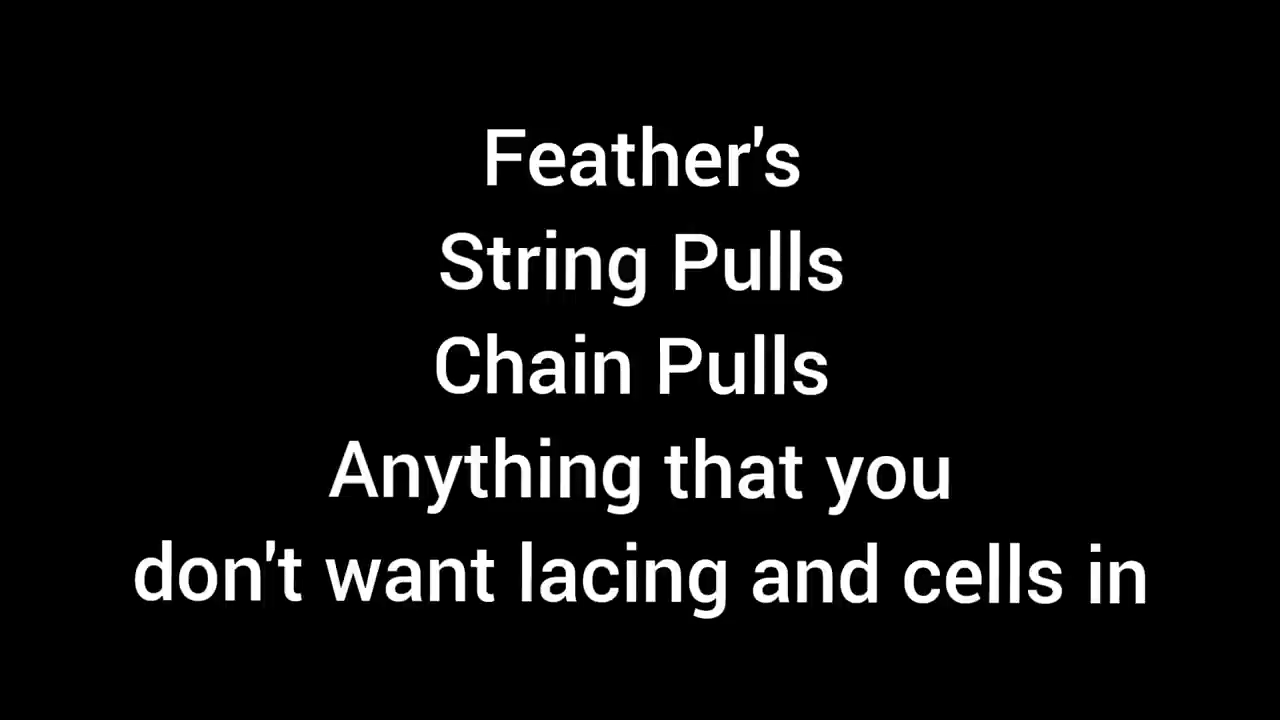 Feather's
String Pulls
Chain Pulls
Anything that you
don't want lacing and cells in